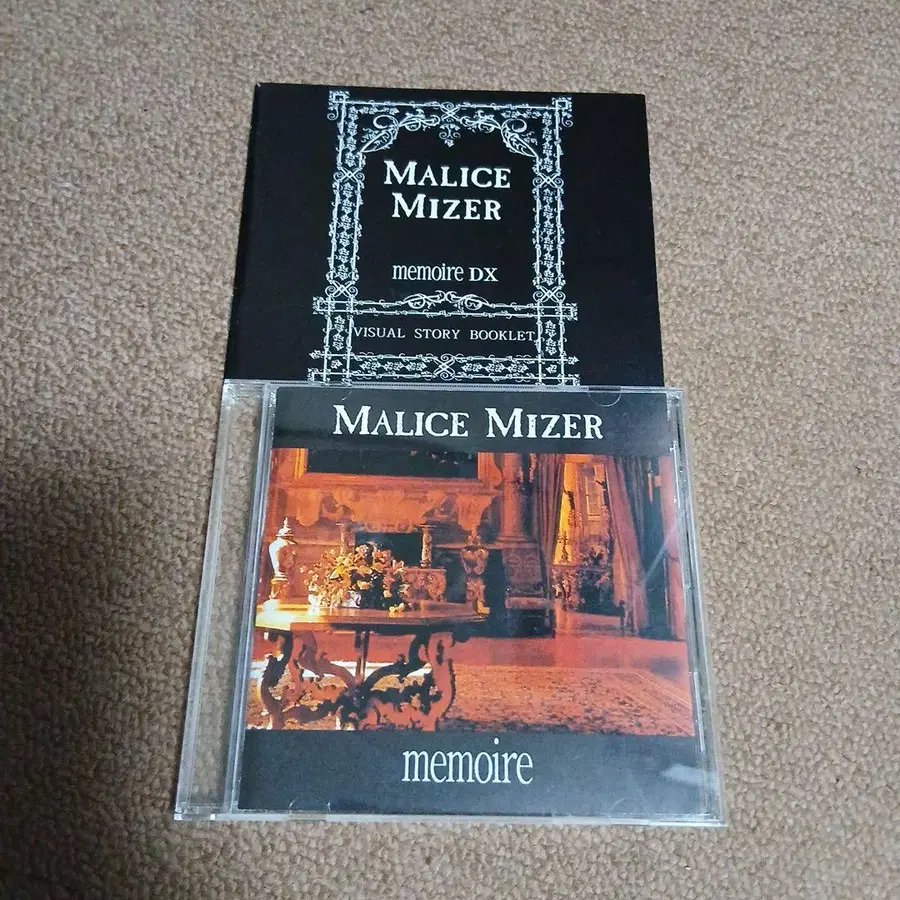 MALICE
MIZER
memoire DX
VISUAL STORY BOOKLET
MALICE MIZER
memoire